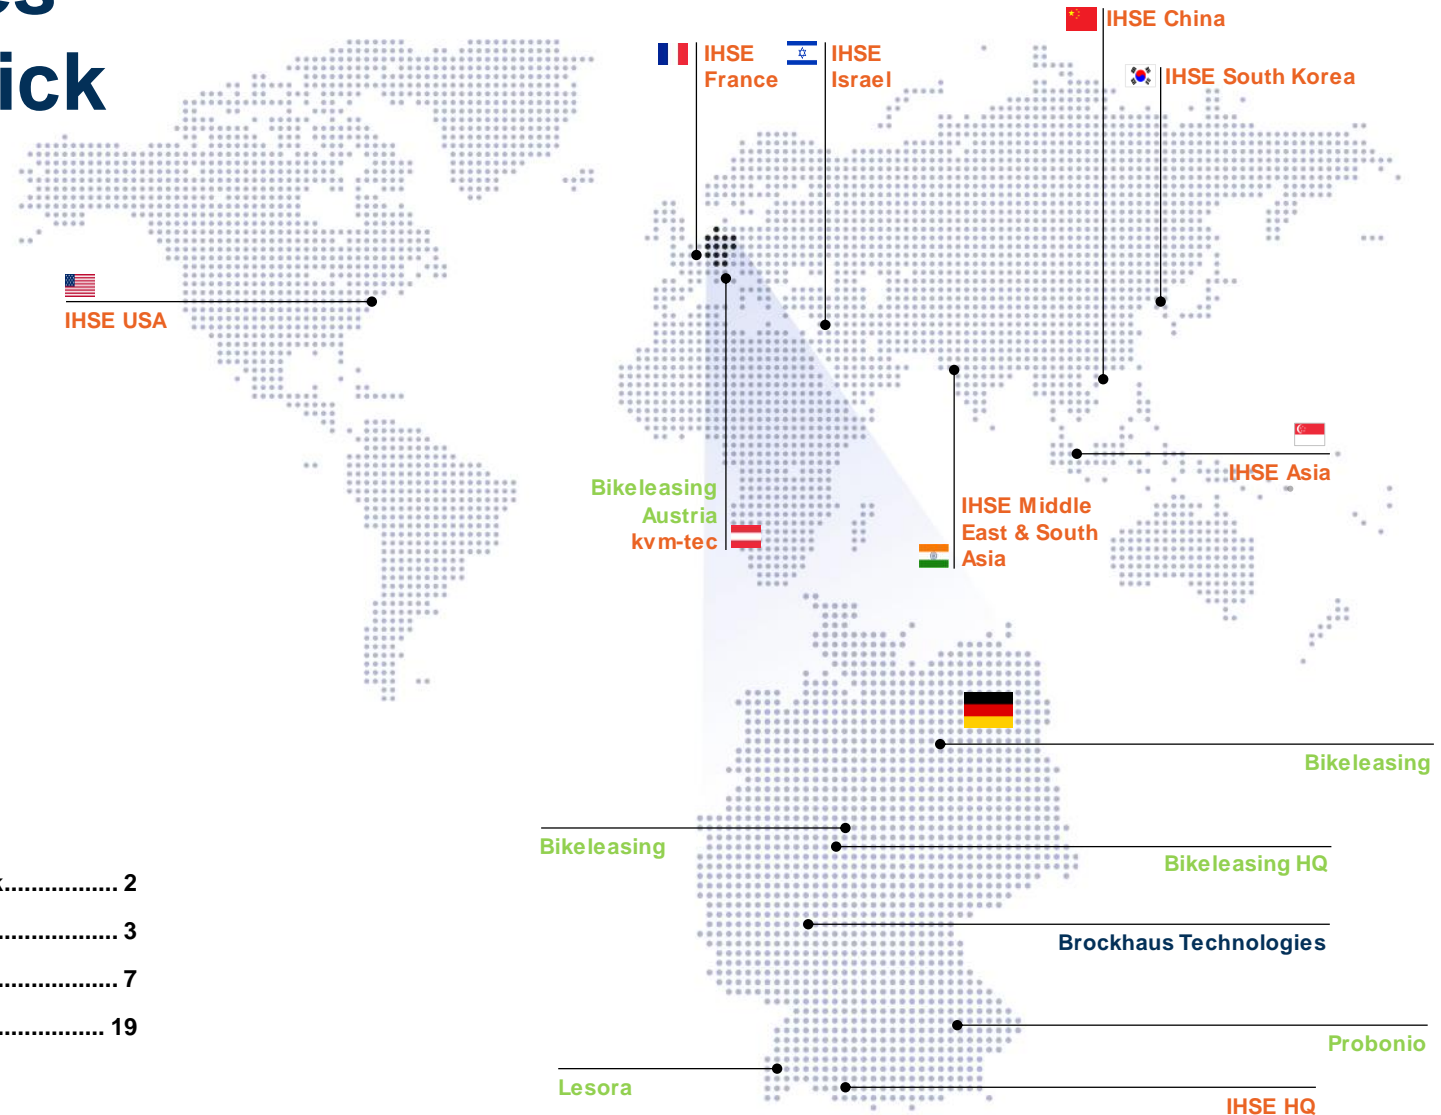 ick
IHSE China
IHSE
France
IHSE
Israel
IHSE South Korea
IHSE USA
IHSE Asia
Bikeleasing
Austria
kvm-tec
IHSE Middle
East & South
Asia
Bikeleasing
Bikeleasing
Bikeleasing HQ
Brockhaus Technologies
Probonio
Lesora
IHSE HQ
................. 2
................. 3
................. 7
................. 19